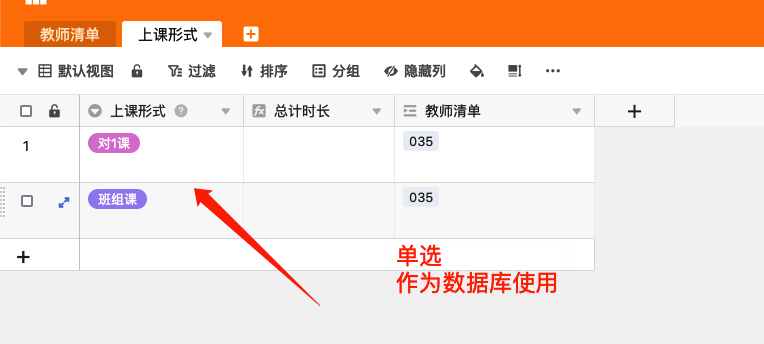 教师清单 上课形式
默认视图 过滤 排序 分组 隐藏列
上课形式 总计时长 教师清单
1 对1课 035
班组课 035
单选
作为数据库使用